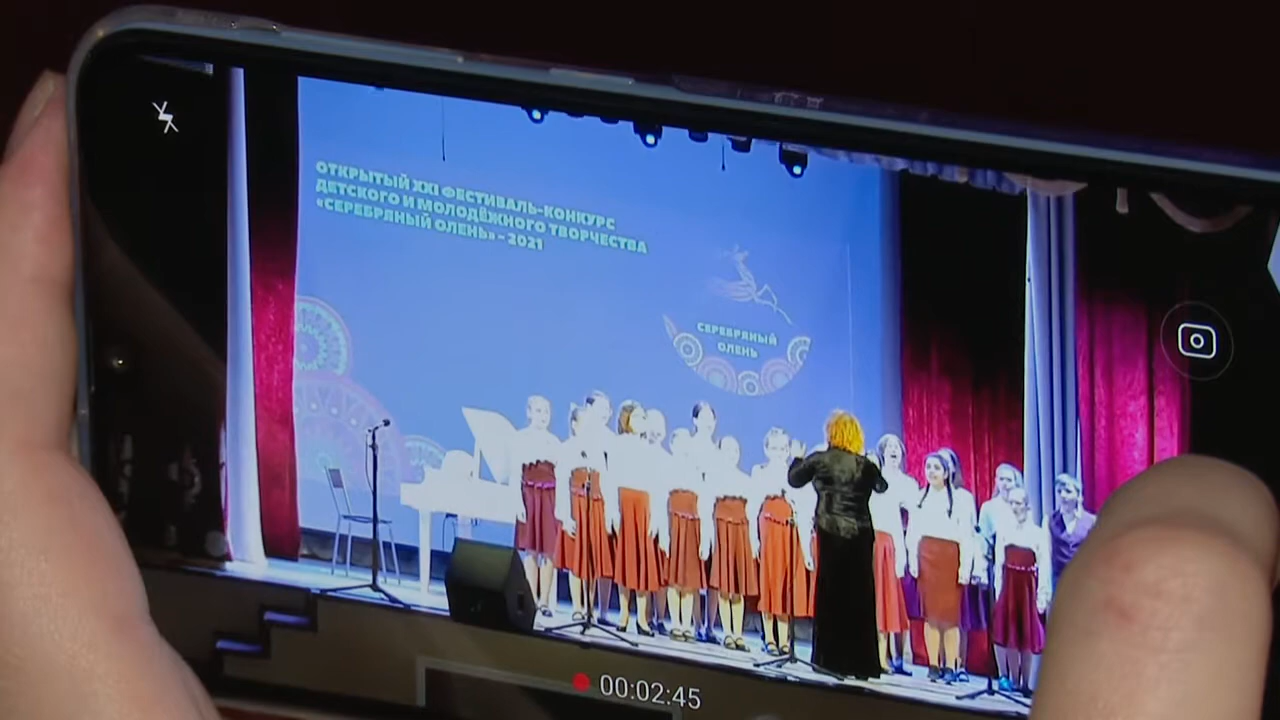 ОТКРЫТЫЙ XXI ФЕСТИВАЛЬ-КОНКУРС
ДЕТСКОГО И МОЛОДЁЖНОГО ТВОРЧЕСТВА
«СЕРЕБРЯНЫЙ ОЛЕНЬ» - 2021
СЕРЕБРЯНЫЙ
ОЛЕНЬ
00:02:45